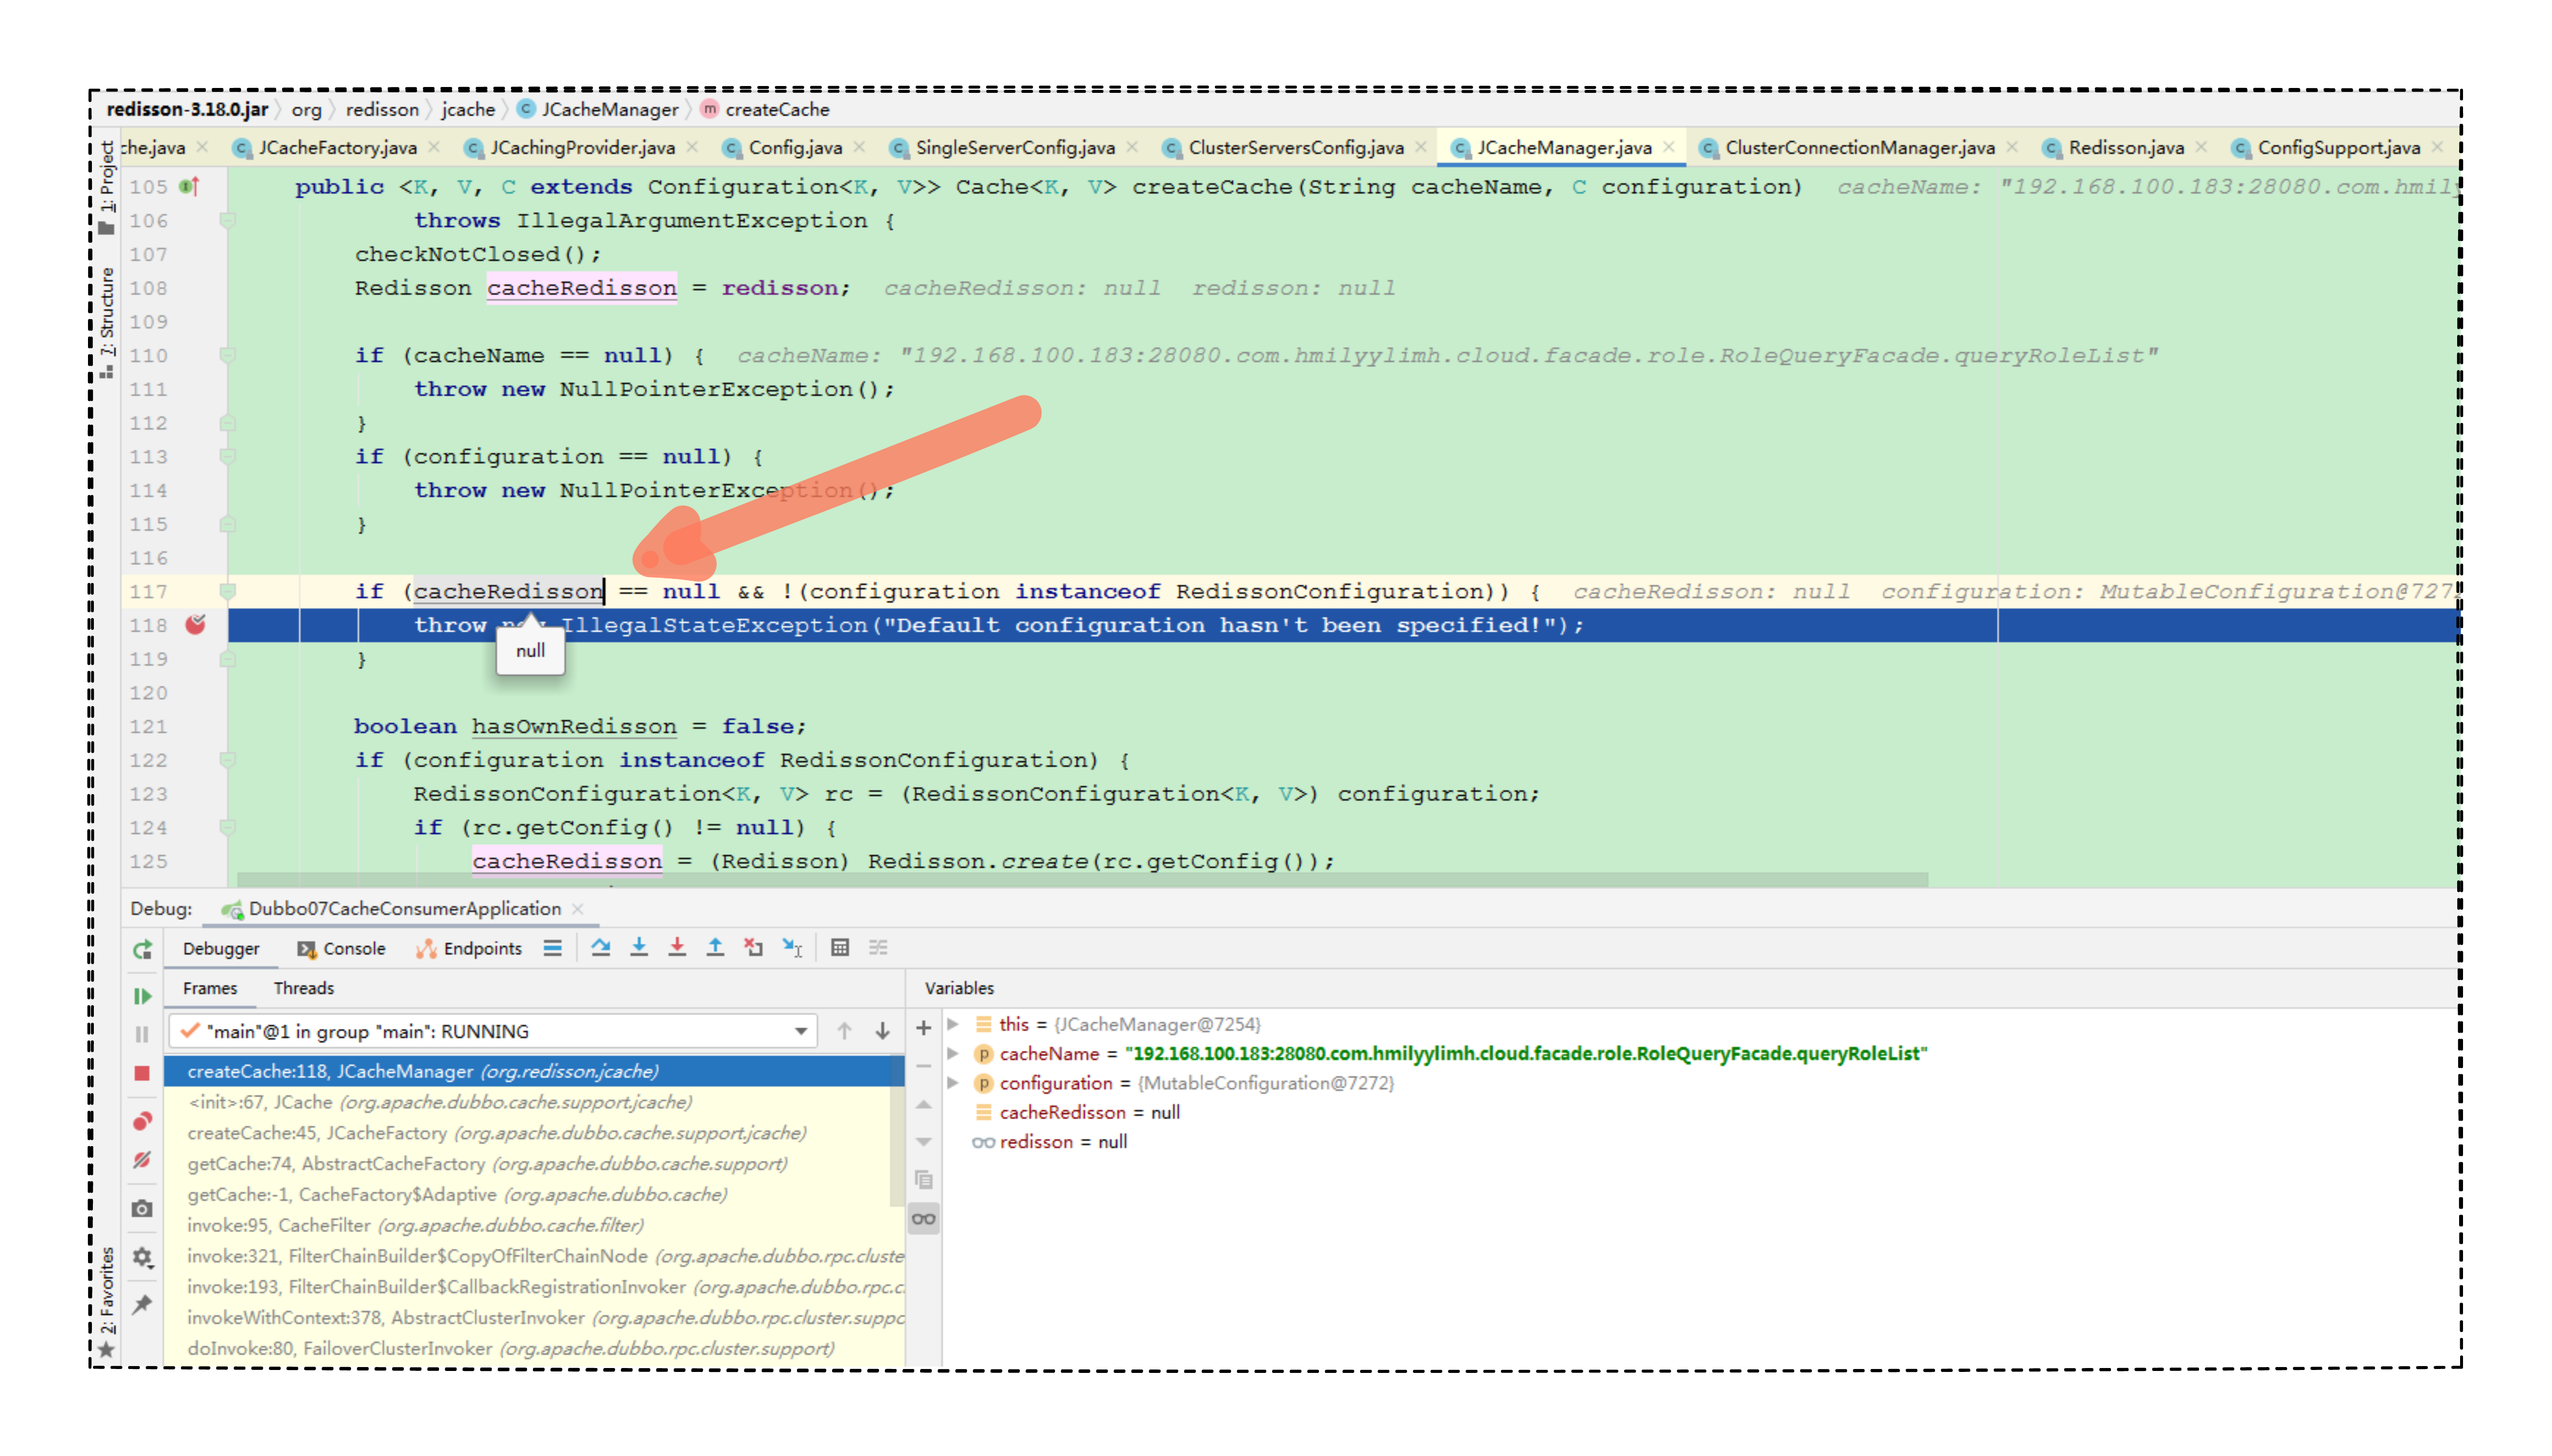 redisson-3.18.0.jar org redisson jcache JCacheManager createCache
che.java JCacheFactory.java JCachingProvider.java Config.java SingleServerConfig.java ClusterServersConfig.java JCacheManager.java ClusterConnectionManager.java Redisson.java ConfigSupport.java
1: Project
7: Structure
2: Favorites
105 public <K, V, C extends Configuration<K, V>> Cache<K, V> createCache(String cacheName, C configuration) cacheName: "192.168.100.183:28080.com.hmily
106 throws IllegalArgumentException {
107 checkNotClosed();
108 Redisson cacheRedisson = redisson; cacheRedisson: null redisson: null
109
110 if (cacheName == null) { cacheName: "192.168.100.183:28080.com.hmilyylimh.cloud.facade.role.RoleQueryFacade.queryRoleList"
111 throw new NullPointerException();
112 }
113 if (configuration == null) {
114 throw new NullPointerException();
115 }
116
117 if (cacheRedisson == null && !(configuration instanceof RedissonConfiguration)) { cacheRedisson: null configuration: MutableConfiguration@727
118 throw new IllegalStateException("Default configuration hasn't been specified!");
null
119 }
120
121 boolean hasOwnRedisson = false;
122 if (configuration instanceof RedissonConfiguration) {
123 RedissonConfiguration<K, V> rc = (RedissonConfiguration<K, V>) configuration;
124 if (rc.getConfig() != null) {
125 cacheRedisson = (Redisson) Redisson.create(rc.getConfig());
Debug: Dubbo07CacheConsumerApplication
Debugger Console Endpoints
Frames Threads
"main"@1 in group "main": RUNNING
createCache:118, JCacheManager (org.redisson.jcache)
<init>:67, JCache (org.apache.dubbo.cache.support.jcache)
createCache:45, JCacheFactory (org.apache.dubbo.cache.support.jcache)
getCache:74, AbstractCacheFactory (org.apache.dubbo.cache.support)
getCache:-1, CacheFactory$Adaptive (org.apache.dubbo.cache)
invoke:95, CacheFilter (org.apache.dubbo.cache.filter)
invoke:321, FilterChainBuilder$CopyOfFilterChainNode (org.apache.dubbo.rpc.cluste
invoke:193, FilterChainBuilder$CallbackRegistrationInvoker (org.apache.dubbo.rpc.c
invokeWithContext:378, AbstractClusterInvoker (org.apache.dubbo.rpc.cluster.suppo
doInvoke:80, FailoverClusterInvoker (org.apache.dubbo.rpc.cluster.support)
Variables
this = {JCacheManager@7254}
cacheName = "192.168.100.183:28080.com.hmilyylimh.cloud.facade.role.RoleQueryFacade.queryRoleList"
configuration = {MutableConfiguration@7272}
cacheRedisson = null
redisson = null